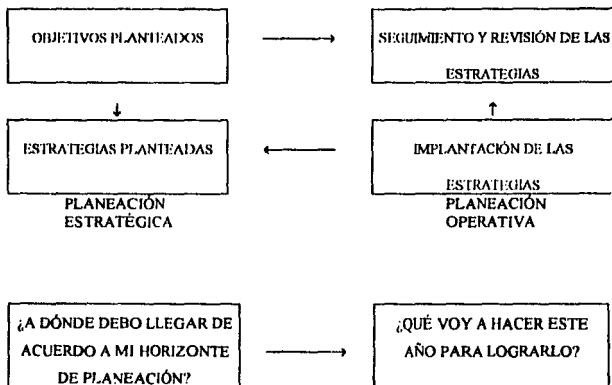 OBJETIVOS PLANTEADOS
SEGUIMIENTO Y REVISIÓN DE LAS
ESTRATEGIAS
ESTRATEGIAS PLANTEADAS
IMPLANTACIÓN DE LAS
ESTRATEGIAS
PLANEACIÓN
ESTRATÉGICA
PLANEACIÓN
OPERATIVA
¿A DÓNDE DEBO LLEGAR DE
ACUERDO A MI HORIZONTE
DE PLANEACIÓN?
¿QUÉ VOY A HACER ESTE
AÑO PARA LOGRARLO?